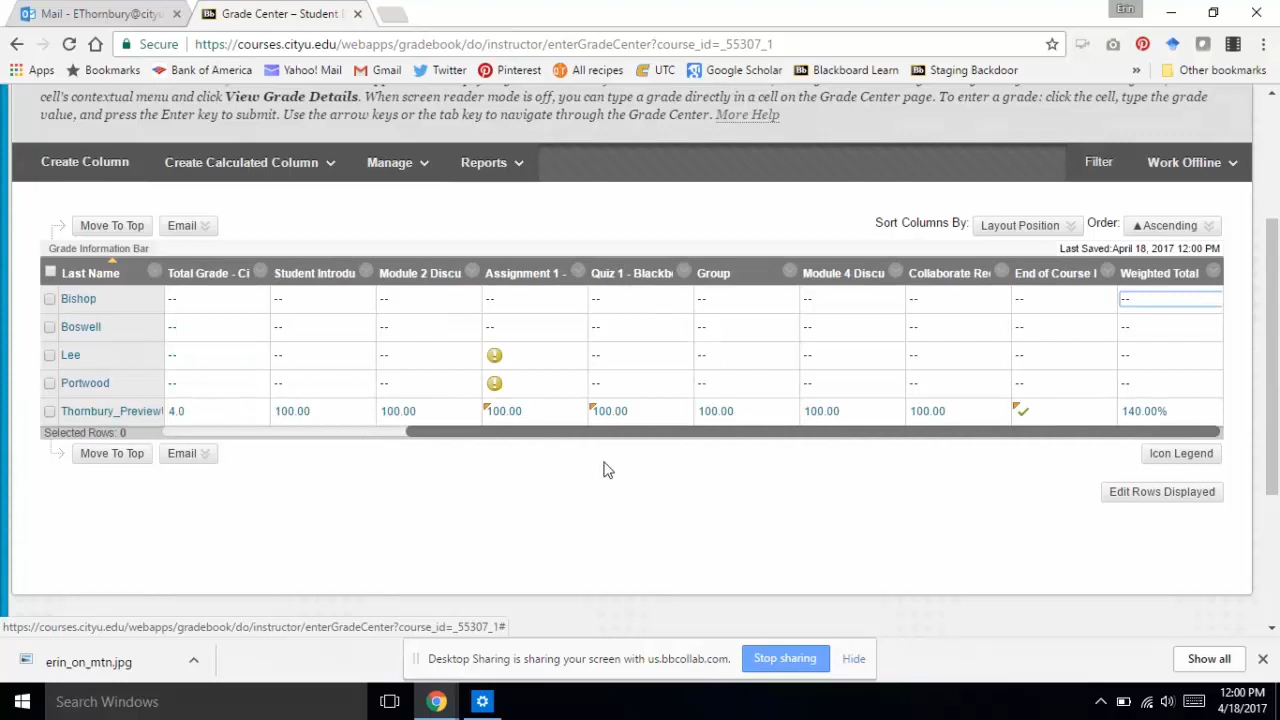 Mail - EThornbury@cityu
Grade Center – Student
Erin
Secure
https://courses.cityu.edu/webapps/gradebook/do/instructor/enterGradeCenter?course_id=_55307_1
Apps
Bookmarks
Bank of America
Yahoo! Mail
Gmail
Twitter
Pinterest
All recipes
UTC
Google Scholar
Blackboard Learn
Staging Backdoor
»
Other bookmarks
cell's contextual menu and click View Grade Details. When screen reader mode is off, you can type a grade directly in a cell on the Grade Center page. To enter a grade: click the cell, type the grade
value, and press the Enter key to submit. Use the arrow keys or the tab key to navigate through the Grade Center. More Help
Create Column
Create Calculated Column
Manage
Reports
Filter
Work Offline
Move To Top
Email
Sort Columns By:
Layout Position
Order:
▲Ascending
Grade Information Bar
Last Saved:April 18, 2017 12:00 PM
Last Name Total Grade - Ci Student Introdu Module 2 Discu Assignment 1 - Quiz 1 - Blackb Group Module 4 Discu Collaborate Re End of Course Weighted Total
Bishop -- -- -- -- -- -- -- -- -- --
Boswell -- -- -- -- -- -- -- -- -- --
Lee -- -- -- -- -- -- -- -- --
Portwood -- -- -- -- -- -- -- -- --
Thornbury_Preview 4.0 100.00 100.00 100.00 100.00 100.00 100.00 100.00 140.00%
Selected Rows: 0
Move To Top
Email
Icon Legend
Edit Rows Displayed
https://courses.cityu.edu/webapps/gradebook/do/instructor/enterGradeCenter?course_id=_55307_1#
erin_on_mtn.jpg
Desktop Sharing is sharing your screen with us.bbcollab.com.
Stop sharing
Hide
Show all
Search Windows
12:00 PM
4/18/2017